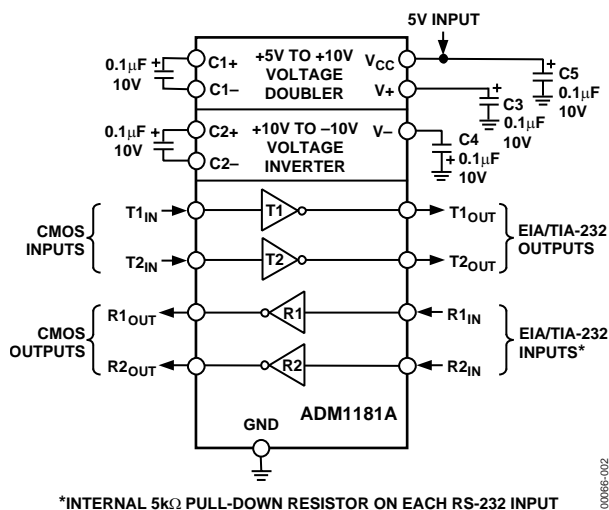 5V INPUT
0.1μF
10V
+
C1+
C1–
+5V TO +10V
VOLTAGE
DOUBLER
VCC
V+
+
C5
0.1μF
10V
+
C3
0.1μF
10V
0.1μF
10V
+
C2+
C2–
+10V TO –10V
VOLTAGE
INVERTER
V–
C4
+
0.1μF
10V
CMOS
INPUTS
T1IN
T1
T1OUT
T2IN
T2
T2OUT
EIA/TIA-232
OUTPUTS
CMOS
OUTPUTS
R1OUT
R1
R1IN
R2OUT
R2
R2IN
EIA/TIA-232
INPUTS*
ADM1181A
GND
*INTERNAL 5kΩ PULL-DOWN RESISTOR ON EACH RS-232 INPUT
00066-002